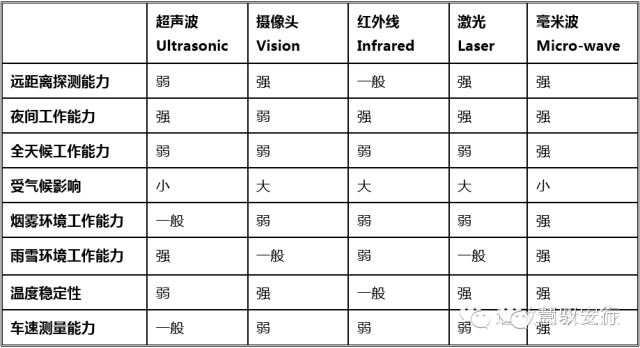 超声波 摄像头 红外线 激光 毫米波
Ultrasonic Vision Infrared Laser Micro-wave
远距离探测能力 弱 强 一般 强 强
夜间工作能力 强 弱 强 强 强
全天候工作能力 弱 弱 弱 弱 强
受气候影响 小 大 大 大 小
烟雾环境工作能力 一般 弱 弱 弱 强
雨雪环境工作能力 强 一般 弱 一般 强
温度稳定性 弱 强 一般 强 强
车速测量能力 一般 弱 弱 弱 强
慧驭安行